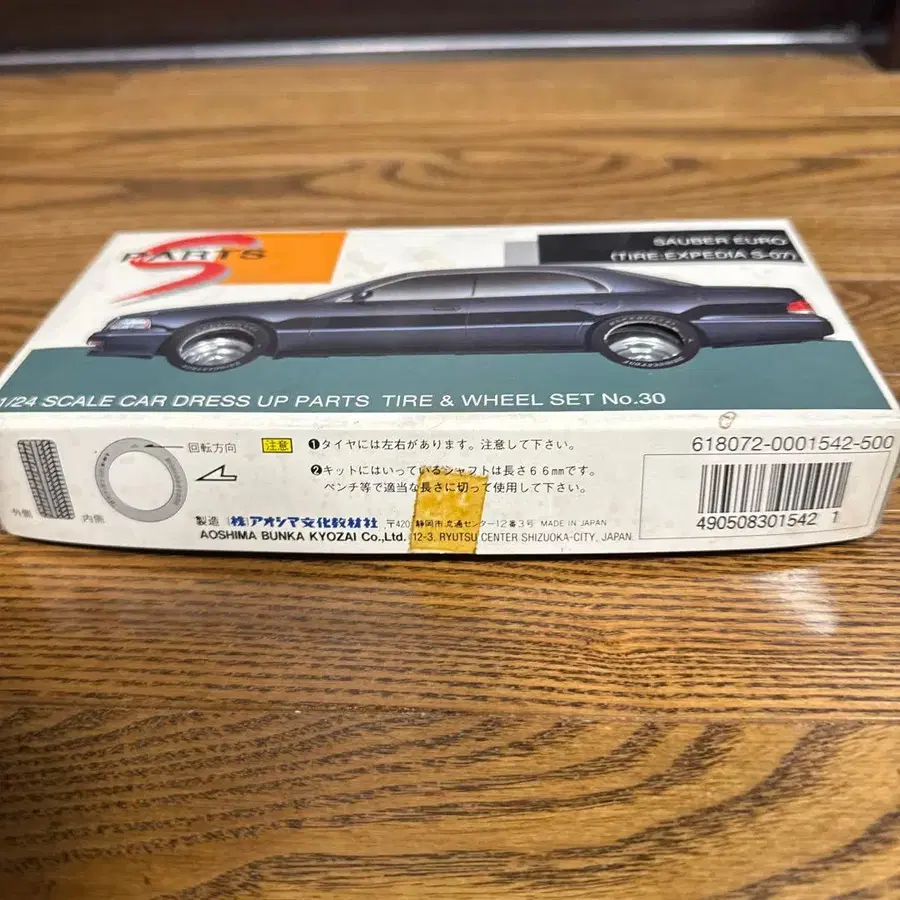 S PARTS
SAUBER EURO
(TIRE:EXPEDIA S-07)
1/24 SCALE CAR DRESS UP PARTS TIRE & WHEEL SET No.30
回転方向
注意
❶タイヤには左右があります。注意して下さい。
❷キットにはいっているシャフトは長さ66mmです。
ペンチ等で適当な長さに切って使用して下さい。
外側
内側
製造 (株)アオシマ文化教材社 〒420 静岡市流通センター12番3号 MADE IN JAPAN
AOSHIMA BUNKA KYOZAI Co.,Ltd. 12-3. RYUTSU CENTER SHIZUOKA-CITY, JAPAN.
618072-0001542-500
490508301542 1